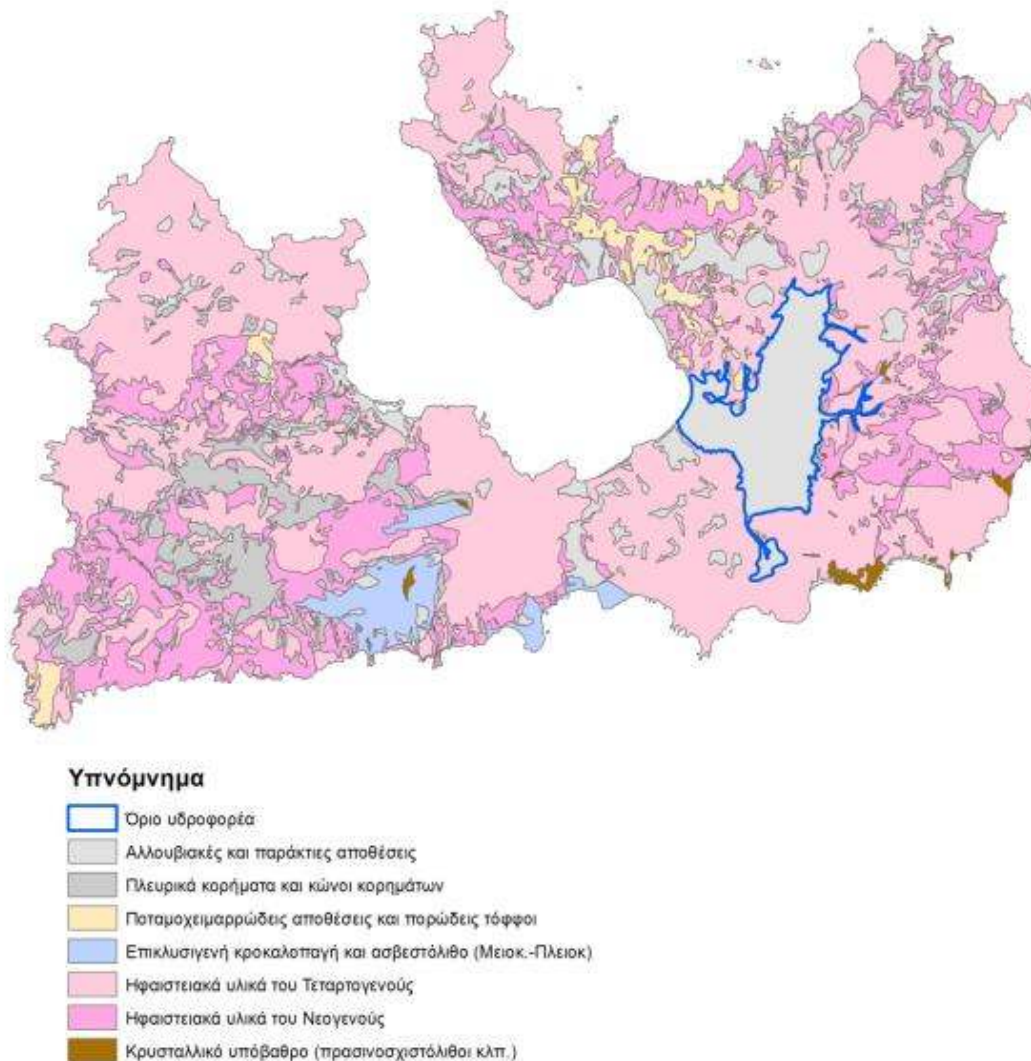 Υπνόμνημα
Όριο υδροφορέα
Αλλουβιακές και παράκτιες αποθέσεις
Πλευρικά κορήματα και κώνοι κορημάτων
Ποταμοχειμαρρώδεις αποθέσεις και πορώδεις τόφφοι
Επικλυσιγενή κροκαλοπαγή και ασβεστόλιθο (Μειοκ.-Πλειοκ)
Ηφαιστειακά υλικά του Τεταρτογενούς
Ηφαιστειακά υλικά του Νεογενούς
Κρυσταλλικό υπόβαθρο (πρασινοσχιστόλιθοι κλπ.)